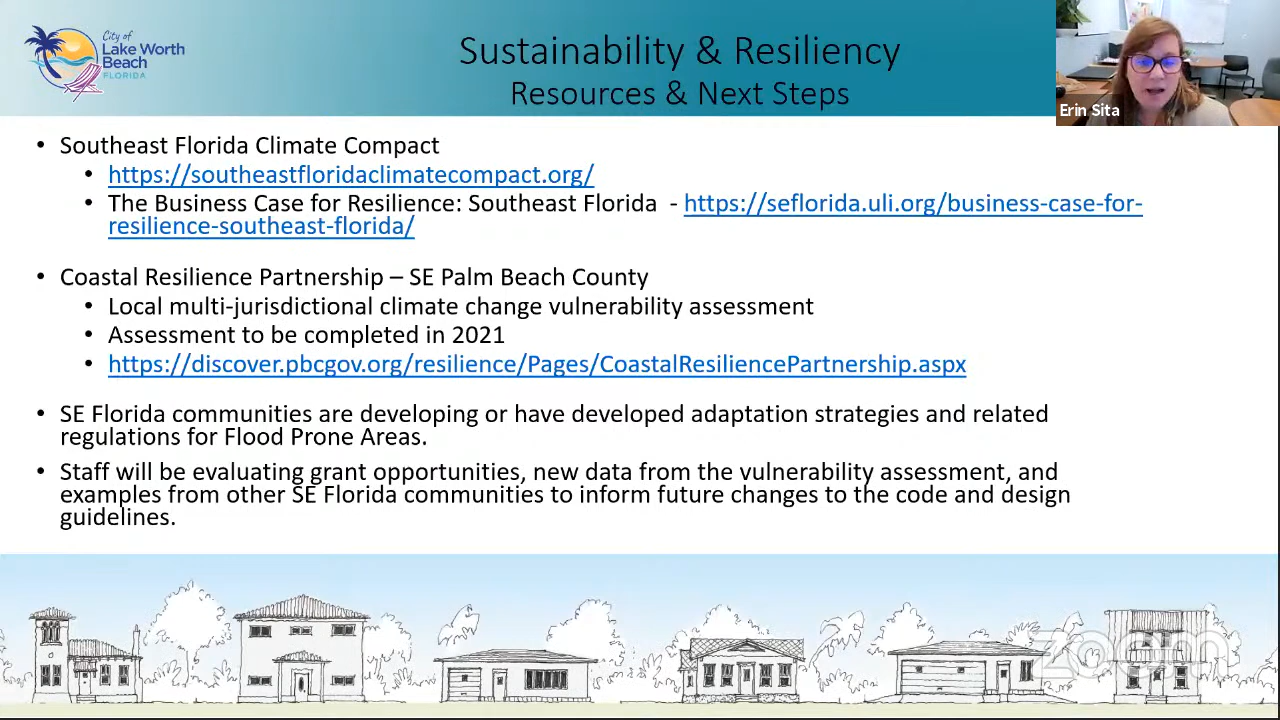 City of
Lake Worth
Beach
FLORIDA
Sustainability & Resiliency
Resources & Next Steps
Erin Sita
• Southeast Florida Climate Compact
• https://southeastfloridaclimatecompact.org/
• The Business Case for Resilience: Southeast Florida - https://seflorida.uli.org/business-case-for-
resilience-southeast-florida/
• Coastal Resilience Partnership – SE Palm Beach County
• Local multi-jurisdictional climate change vulnerability assessment
• Assessment to be completed in 2021
• https://discover.pbcgov.org/resilience/Pages/CoastalResiliencePartnership.aspx
• SE Florida communities are developing or have developed adaptation strategies and related
regulations for Flood Prone Areas.
• Staff will be evaluating grant opportunities, new data from the vulnerability assessment, and
examples from other SE Florida communities to inform future changes to the code and design
guidelines.
zoom